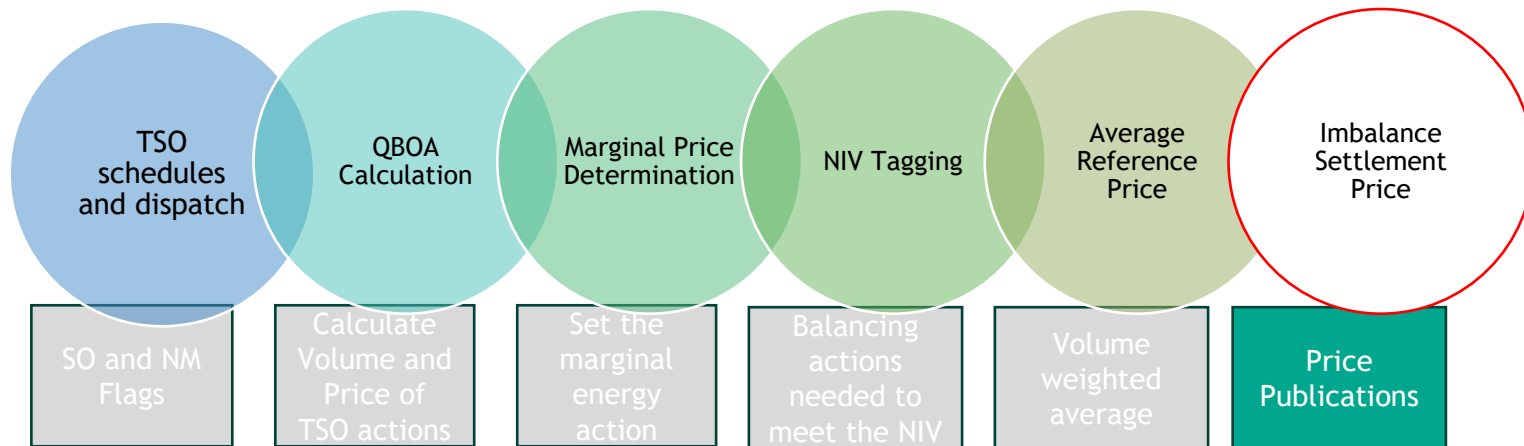 TSO
schedules
and dispatch
QBOA
Calculation
Marginal Price
Determination
NIV Tagging
Average
Reference
Price
Imbalance
Settlement
Price
SO and NM
Flags
Calculate
Volume and
Price of
TSO actions
Set the
marginal
energy
action
Balancing
actions
needed to
meet the NIV
Volume
weighted
average
Price
Publications